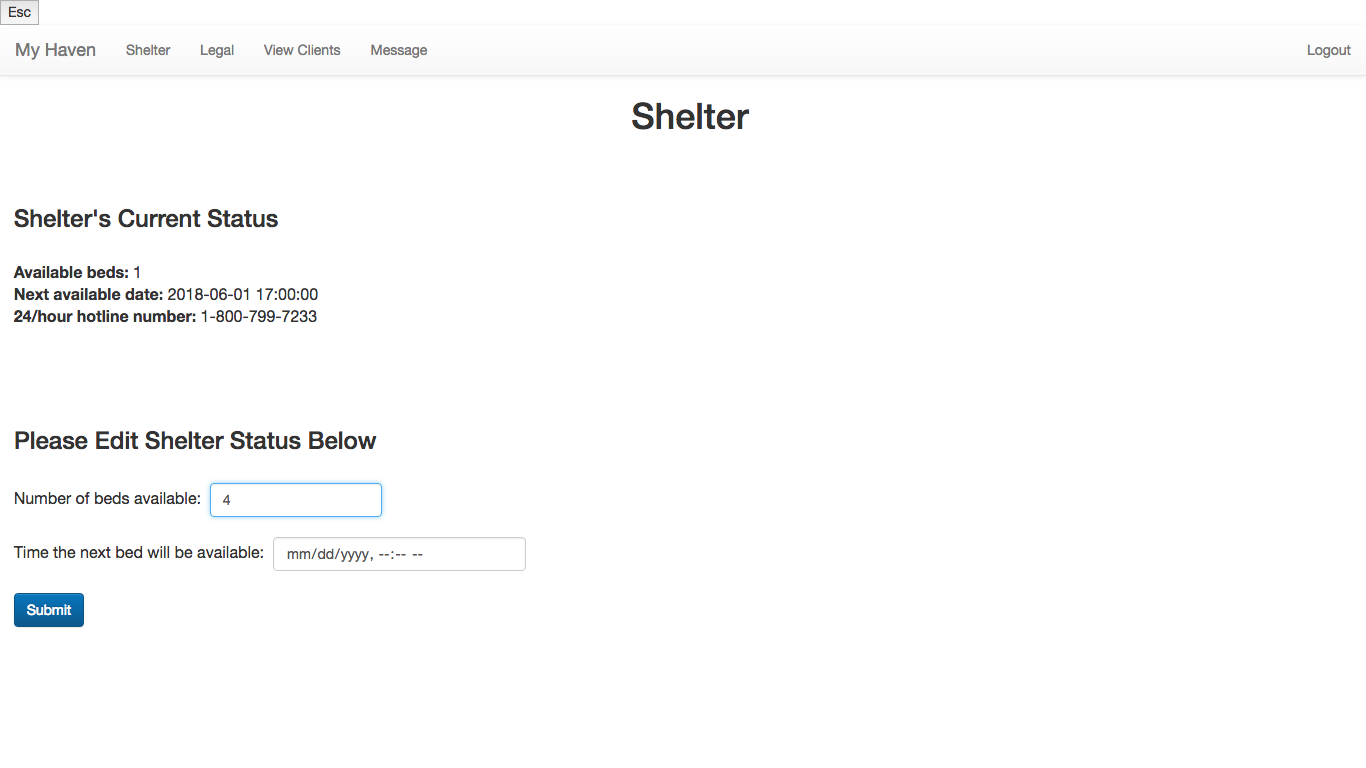 Esc
My Haven Shelter Legal View Clients Message Logout
Shelter
Shelter's Current Status
Available beds: 1
Next available date: 2018-06-01 17:00:00
24/hour hotline number: 1-800-799-7233
Please Edit Shelter Status Below
Number of beds available: 4
Time the next bed will be available: mm/dd/yyyy, --:-- --
Submit